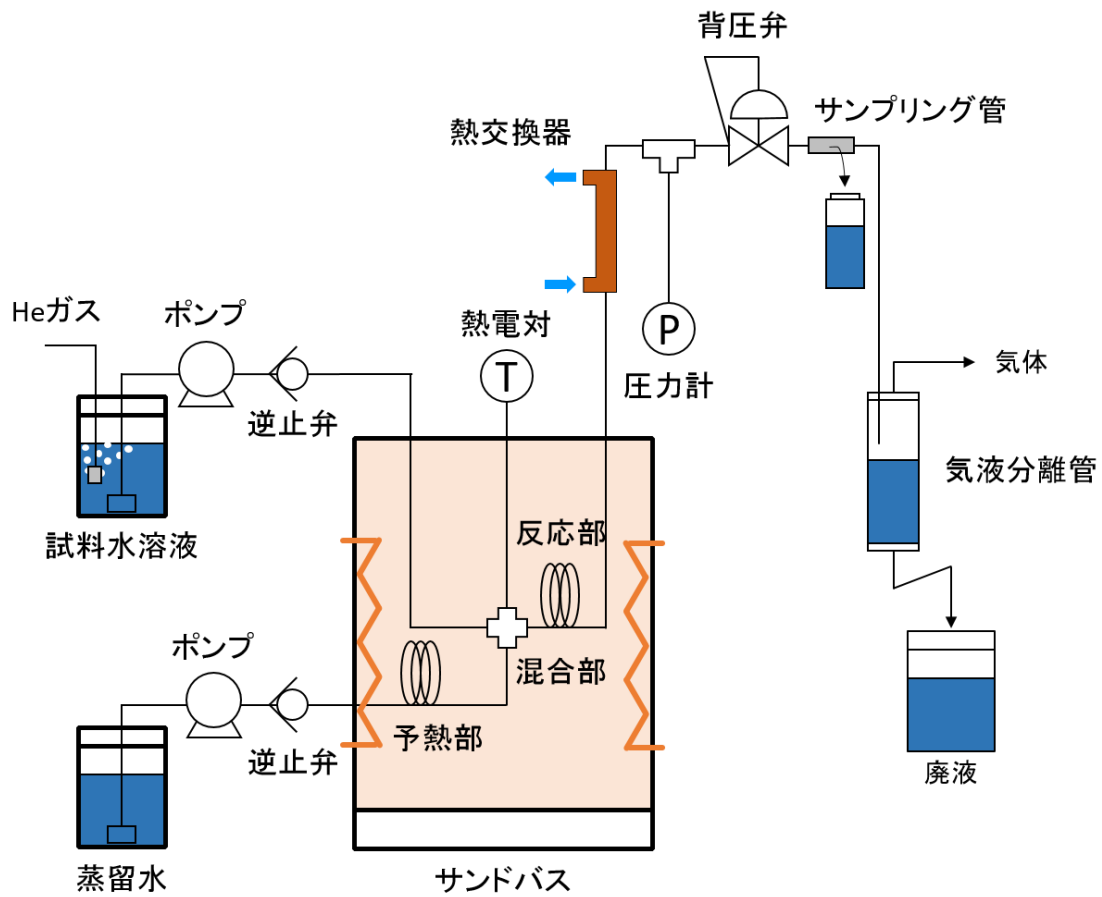 背圧弁
サンプリング管
熱交換器
Heガス
ポンプ
熱電対
P
T
圧力計
気体
逆止弁
気液分離管
試料水溶液
反応部
ポンプ
混合部
予熱部
逆止弁
廃液
蒸留水
サンドバス